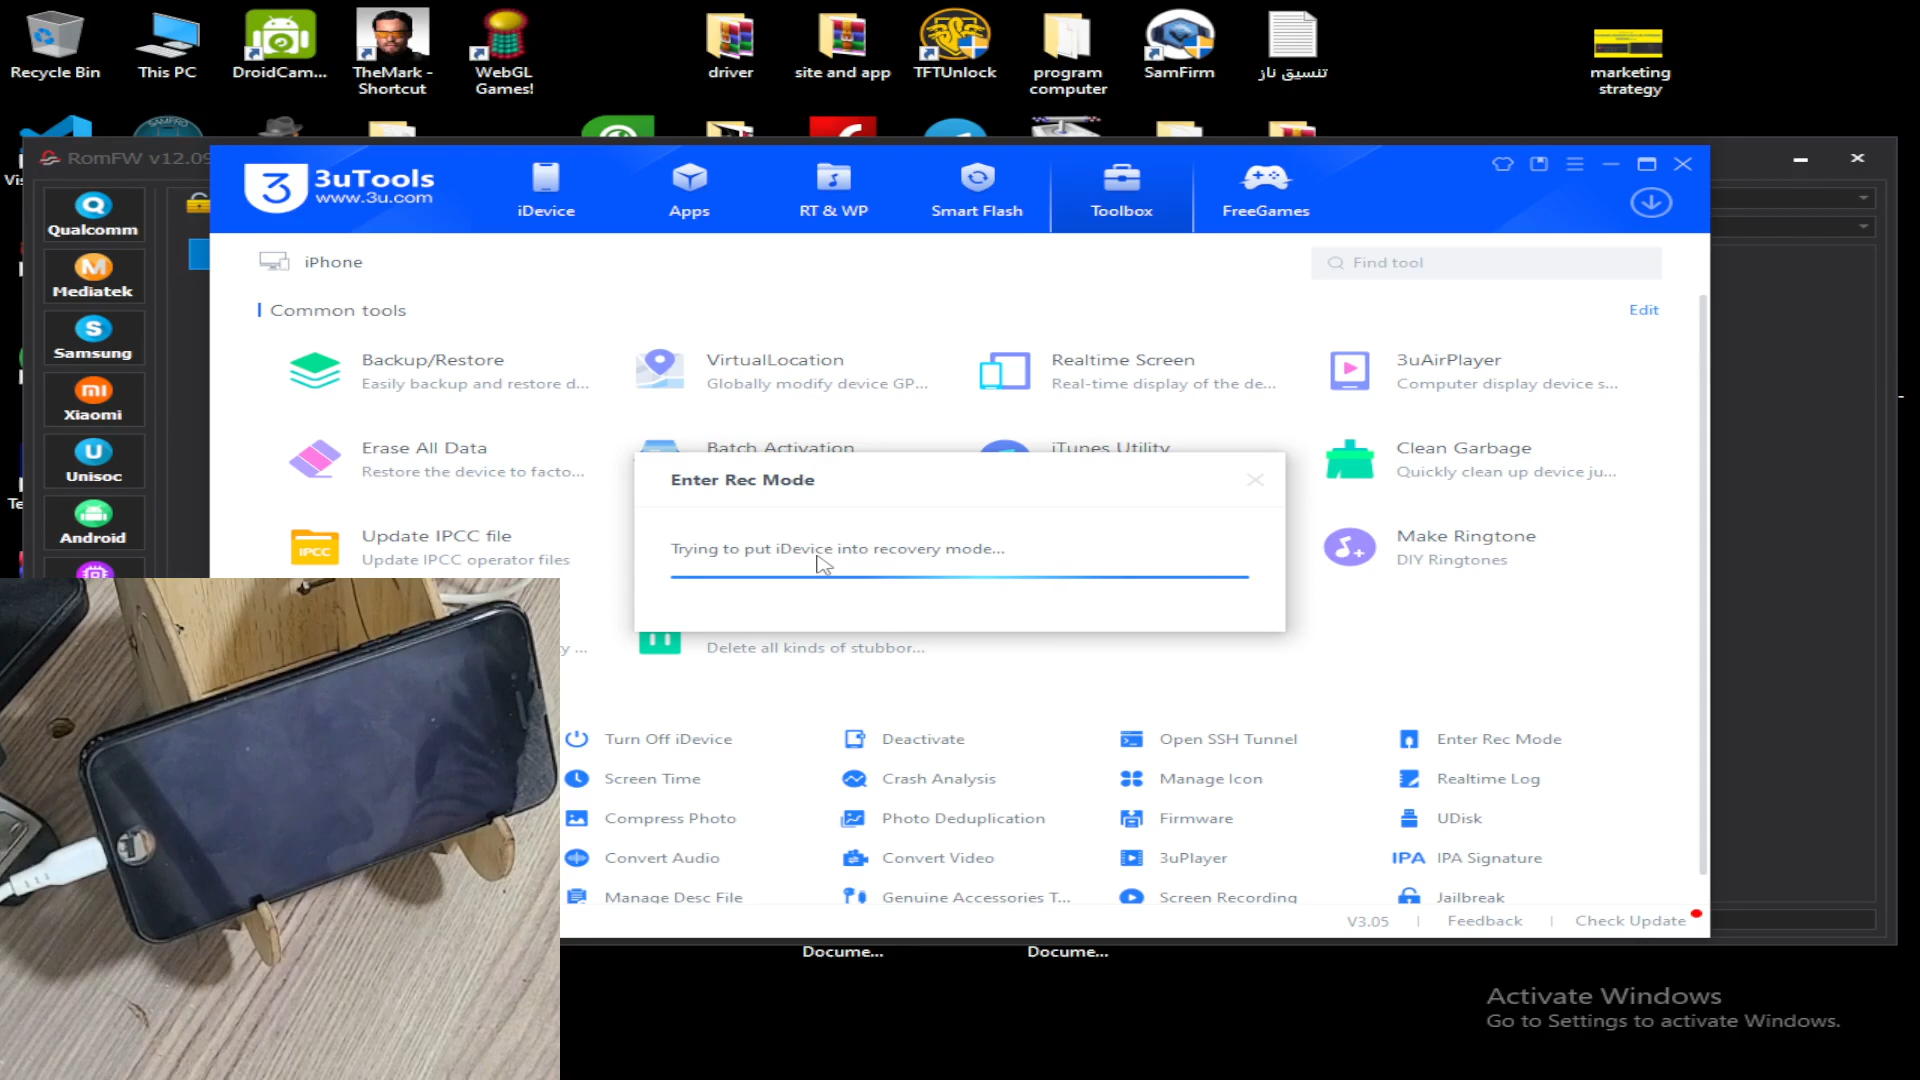 Recycle Bin
This PC
DroidCam...
TheMark -
Shortcut
WebGL
Games!
driver
site and app
TFTUnlock
program
computer
SamFirm
تنسيق ناز
marketing
strategy
RomFW v12.09
3uTools
www.3u.com
iDevice
Apps
RT & WP
Smart Flash
Toolbox
FreeGames
Qualcomm
Mediatek
Samsung
Xiaomi
Unisoc
Android
iPhone
Find tool
Common tools
Edit
Backup/Restore
Easily backup and restore d...
VirtualLocation
Globally modify device GP...
Realtime Screen
Real-time display of the de...
3uAirPlayer
Computer display device s...
Erase All Data
Restore the device to facto...
Batch Activation
iTunes Utility
Clean Garbage
Quickly clean up device ju...
Enter Rec Mode
Trying to put iDevice into recovery mode...
IPCC
Update IPCC file
Update IPCC operator files
Make Ringtone
DIY Ringtones
y ...
Delete all kinds of stubbor...
Turn Off iDevice
Deactivate
Open SSH Tunnel
Enter Rec Mode
Screen Time
Crash Analysis
Manage Icon
Realtime Log
Compress Photo
Photo Deduplication
Firmware
UDisk
Convert Audio
Convert Video
3uPlayer
IPA IPA Signature
Manage Desc File
Genuine Accessories T...
Screen Recording
Jailbreak
V3.05
Feedback
Check Update
Docume...
Docume...
Activate Windows
Go to Settings to activate Windows.